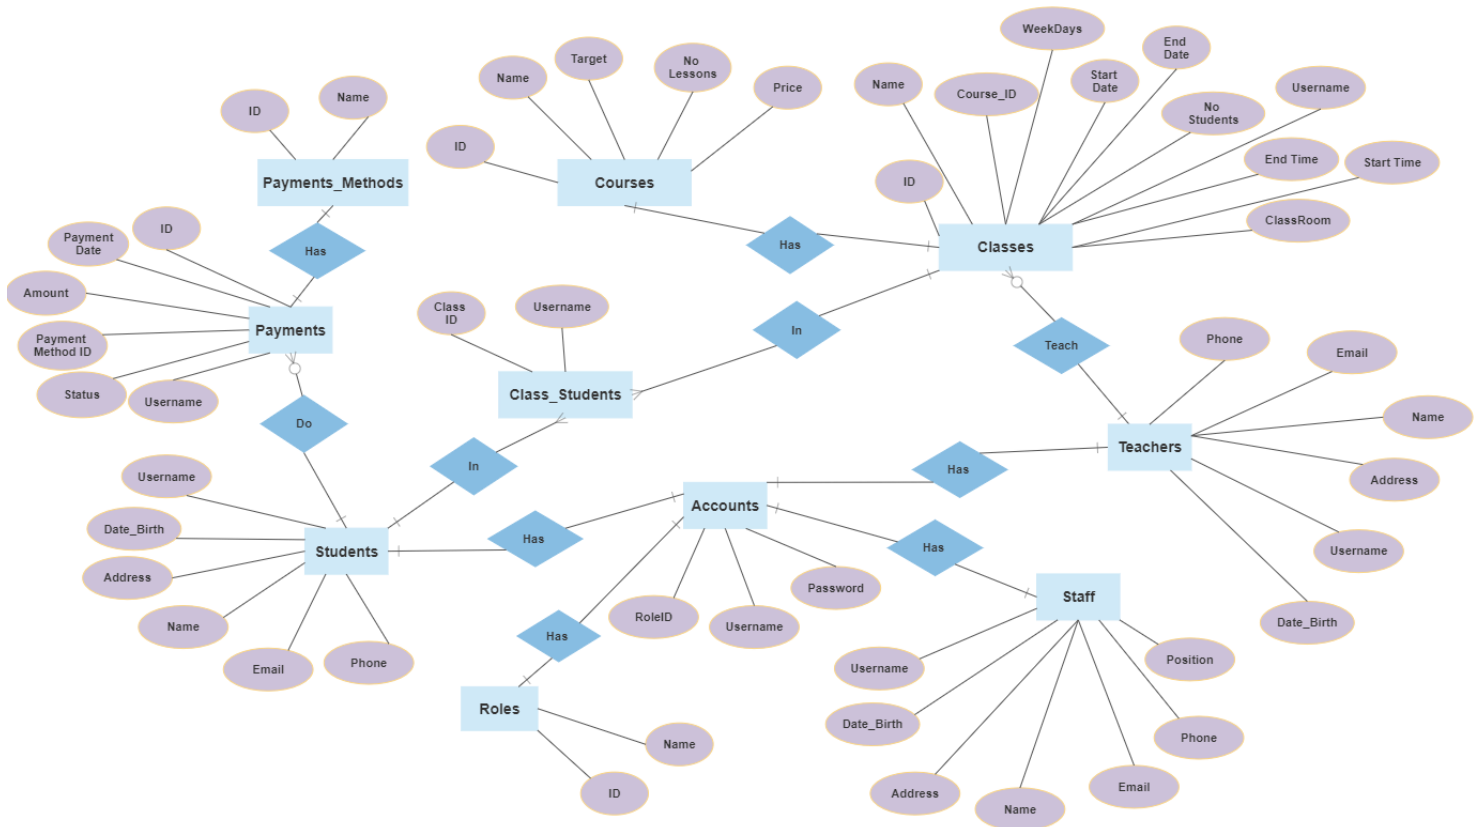 WeekDays
End
Date
Target
No
Lessons
Start
Date
Name
Name
Course_ID
Username
Price
ID
Name
No
Students
ID
End Time
Start Time
Payments_Methods
Courses
ID
ClassRoom
Payment
Date
ID
Has
Has
Classes
Amount
Class
ID
Username
In
Payments
Teach
Phone
Email
Payment
Method ID
Status
Username
Class_Students
Name
Do
Teachers
Username
In
Has
Address
Date_Birth
Accounts
Students
Has
Has
Username
Address
Password
Staff
Name
RoleID
Username
Date_Birth
Has
Email
Phone
Username
Position
Roles
Name
Date_Birth
Phone
ID
Address
Name
Email